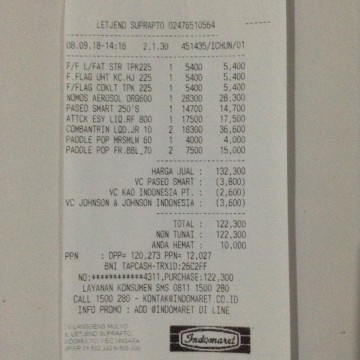 LETJEND SUPRAPTO 02476510564
08.09.18-14:16 2.1.30 451435/ICHUN/01
F/F L/FAT STR TPK225 1 5400 5,400
F.FLAG UHT KC.HJ 225 1 5400 5,400
F/FLAG CDKLT TPK 225 1 5400 5,400
NOMOS AEROSOL ORG600 1 28300 28,300
PASEO SMART 250'S 1 14700 14,700
ATTCK ESY LIQ.RF 800 1 17500 17,500
COMBANTRIN LQD.JR 10 2 18300 36,600
PADDLE POP MRSMLW 60 1 4000 4,000
PADDLE POP FR.BBL,70 2 7500 15,000
HARGA JUAL : 132,300
VC PASEO SMART : (3,800)
VC KAO INDONESIA PT. : (2,600)
VC JOHNSON & JOHNSON INDONESIA : (3,600)
TOTAL : 122,300
NON TUNAI : 122,300
ANDA HEMAT : 10,000
PPN : DPP= 120,273 PPN= 12,027
BNI TAPCASH-TRXID:26C2FF
NO:************4311,PURCHASE:122,300
LAYANAN KONSUMEN SMS 0811 1500 280
CALL 1500 280 - KONTAK@INDOMARET.CO.ID
INFO PROMO : ADD @INDOMARET DI LINE
Indomaret